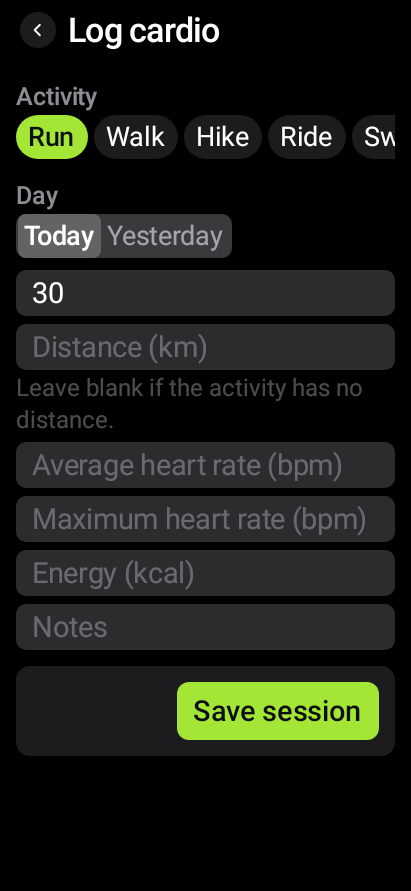 Log cardio
Activity
Run Walk Hike Ride Sw
Day
Today Yesterday
30
Distance (km)
Leave blank if the activity has no
distance.
Average heart rate (bpm)
Maximum heart rate (bpm)
Energy (kcal)
Notes
Save session